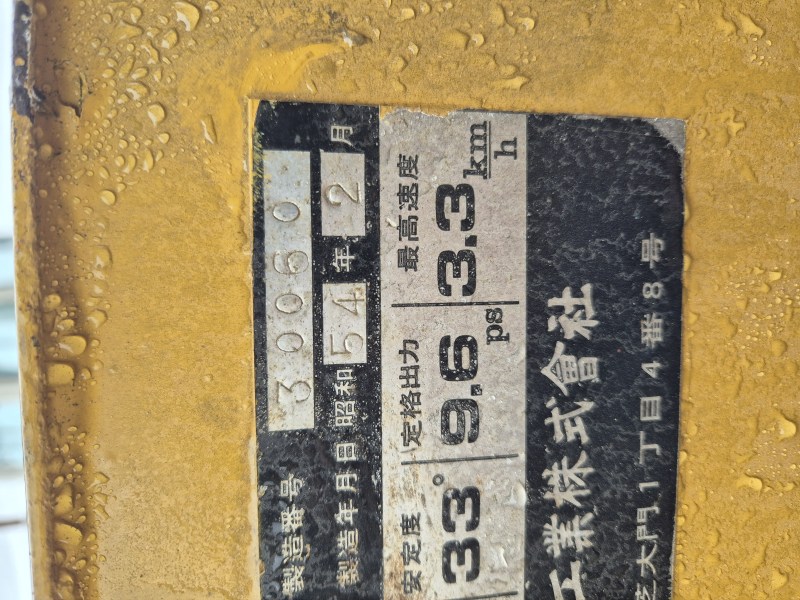 製造番号 30060
製造年月日 昭和 54 年 2 月
安定度 定格出力 最高速度
33° 9.6 ps 3.3 km/h
工業株式會社
芝大門1丁目4番8号